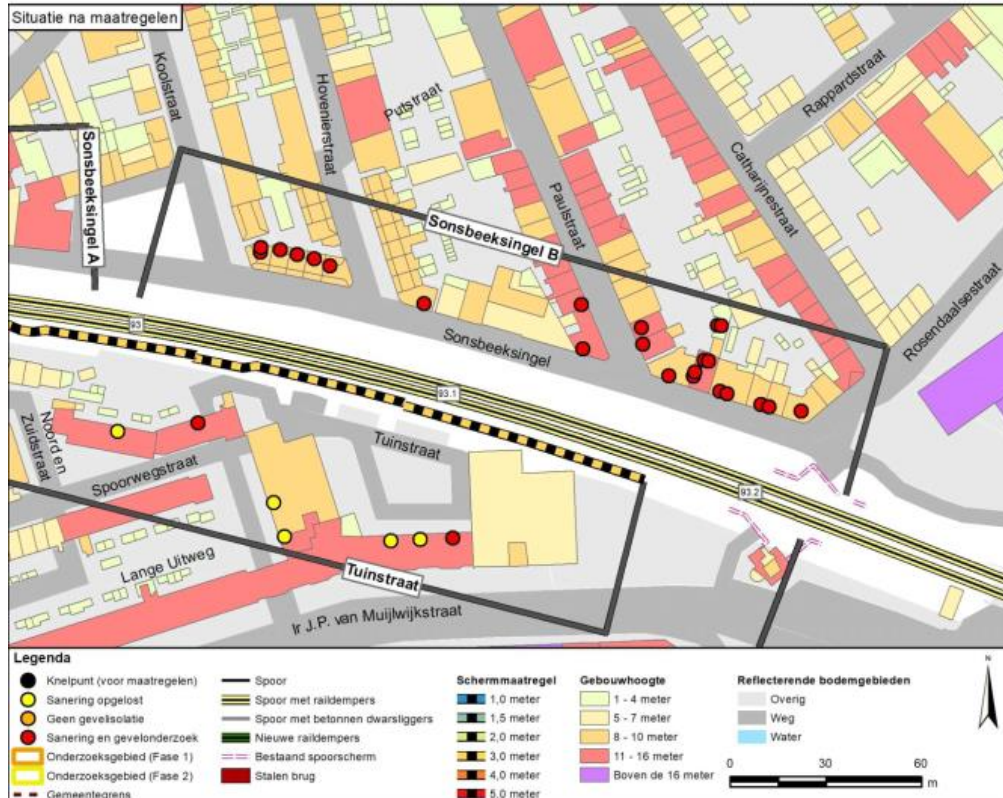 Situatie na maatregelen
Koolstraat
Hovenierstraat
Putstraat
Rappardstraat
Catharijnestraat
Paulstraat
Sonsbeeksingel A
Sonsbeeksingel B
Rosendaalsestraat
Sonsbeeksingel
93
93.1
93.2
Noord en
Zuidstraat
Tuinstraat
Spoorwegstraat
Lange Uitweg
Tuinstraat
Ir J.P. van Muijlwijkstraat
Legenda
Knelpunt (voor maatregelen)
Sanering opgelost
Geen gevelisolatie
Sanering en gevelonderzoek
Onderzoeksgebied (Fase 1)
Onderzoeksgebied (Fase 2)
Gemeentegrens
Spoor
Spoor met raildempers
Spoor met betonnen dwarsliggers
Nieuwe raildempers
Bestaand spoorscherm
Stalen brug
Schermmaatregel
1,0 meter
1,5 meter
2,0 meter
3,0 meter
4,0 meter
5,0 meter
Gebouwhoogte
1 - 4 meter
5 - 7 meter
8 - 10 meter
11 - 16 meter
Boven de 16 meter
Reflecterende bodemgebieden
Overig
Weg
Water
N
0 30 60
m